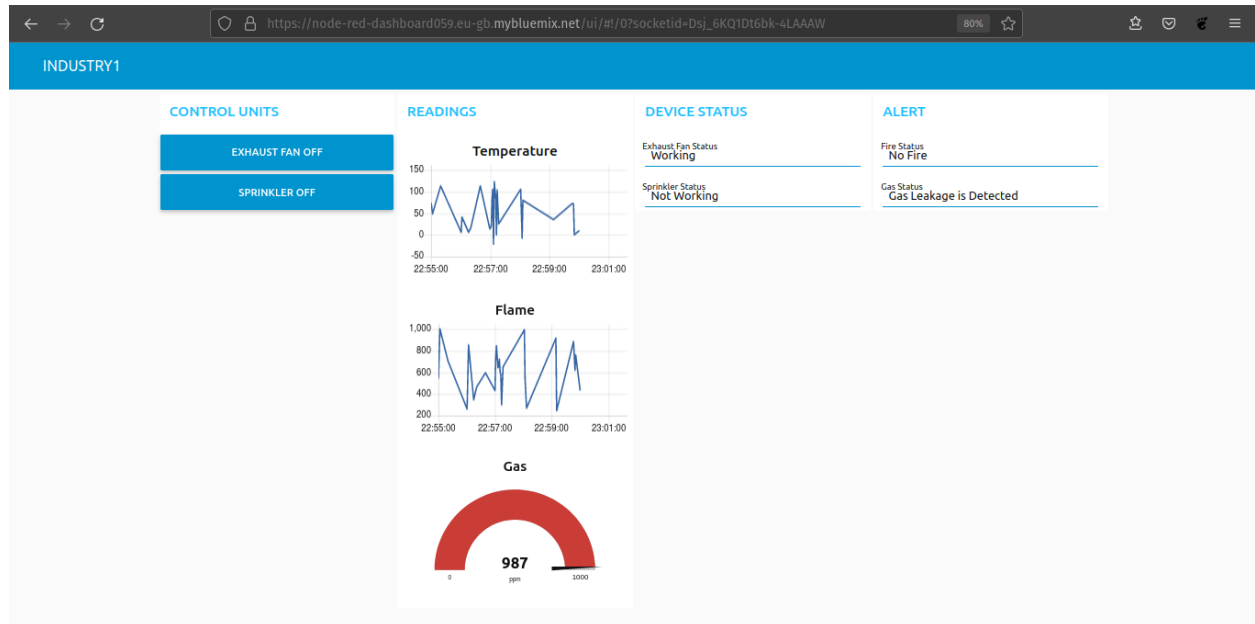 https://node-red-dashboard059.eu-gb.mybluemix.net/ui/#!/0?socketid=Dsj_6KQ1Dt6bk-4LAAAW
80%
INDUSTRY1
CONTROL UNITS
EXHAUST FAN OFF
SPRINKLER OFF
READINGS
Temperature
150
100
50
0
-50
22:55:00 22:57:00 22:59:00 23:01:00
Flame
1,000
800
600
400
200
22:55:00 22:57:00 22:59:00 23:01:00
Gas
987
0 ppm 1000
DEVICE STATUS
Exhaust Fan Status
Working
Sprinkler Status
Not Working
ALERT
Fire Status
No Fire
Gas Status
Gas Leakage is Detected